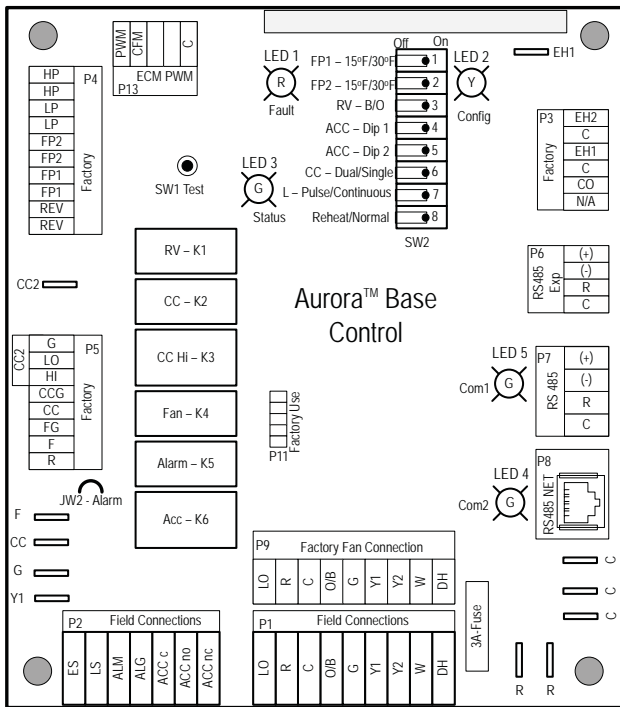 PWM
CFM
C
ECM PWM
P13
LED 1
R
Fault
Off
On
FP1 – 15ºF/30ºF
1
FP2 – 15ºF/30ºF
2
RV – B/O
3
ACC – Dip 1
4
ACC – Dip 2
5
CC – Dual/Single
6
L – Pulse/Continuous
7
Reheat/Normal
8
SW2
LED 2
Y
Config
EH1
P4
HP
HP
LP
LP
FP2
FP2
FP1
FP1
REV
REV
Factory
SW1 Test
LED 3
G
Status
P3
Factory
EH2
C
EH1
C
CO
N/A
RV – K1
CC – K2
CC Hi – K3
Fan – K4
Alarm – K5
Acc – K6
Aurora™ Base
Control
P6
RS485
Exp
(+)
(-)
R
C
CC2
CC2
G
LO
HI
CCG
CC
FG
F
R
P5
Factory
JW2 - Alarm
Factory Use
P11
LED 5
Com1
G
P7
RS 485
(+)
(-)
R
C
LED 4
Com2
G
P8
RS485 NET
F
CC
G
Y1
P9
Factory Fan Connection
LO
R
C
O/B
G
Y1
Y2
W
DH
C
C
C
P2
Field Connections
ES
LS
ALM
ALG
ACC c
ACC no
ACC nc
P1
Field Connections
LO
R
C
O/B
G
Y1
Y2
W
DH
3A-Fuse
R
R